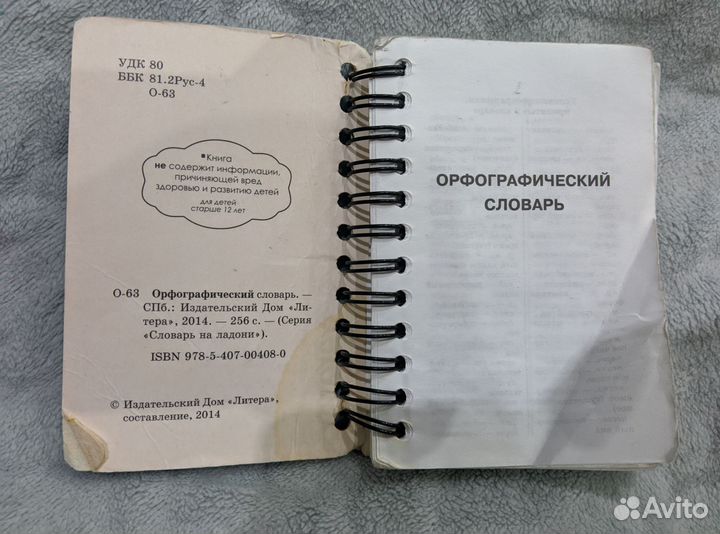 УДК 80
ББК 81.2Рус-4
О-63
Книга
не содержит информации,
причиняющей вред
здоровью и развитию детей
для детей
старше 12 лет
О-63 Орфографический словарь. —
СПб.: Издательский Дом «Ли-
тера», 2014. — 256 с. — (Серия
«Словарь на ладони»).
ISBN 978-5-407-00408-0
© Издательский Дом «Литера»,
составление, 2014
ОРФОГРАФИЧЕСКИЙ
СЛОВАРЬ
Avito